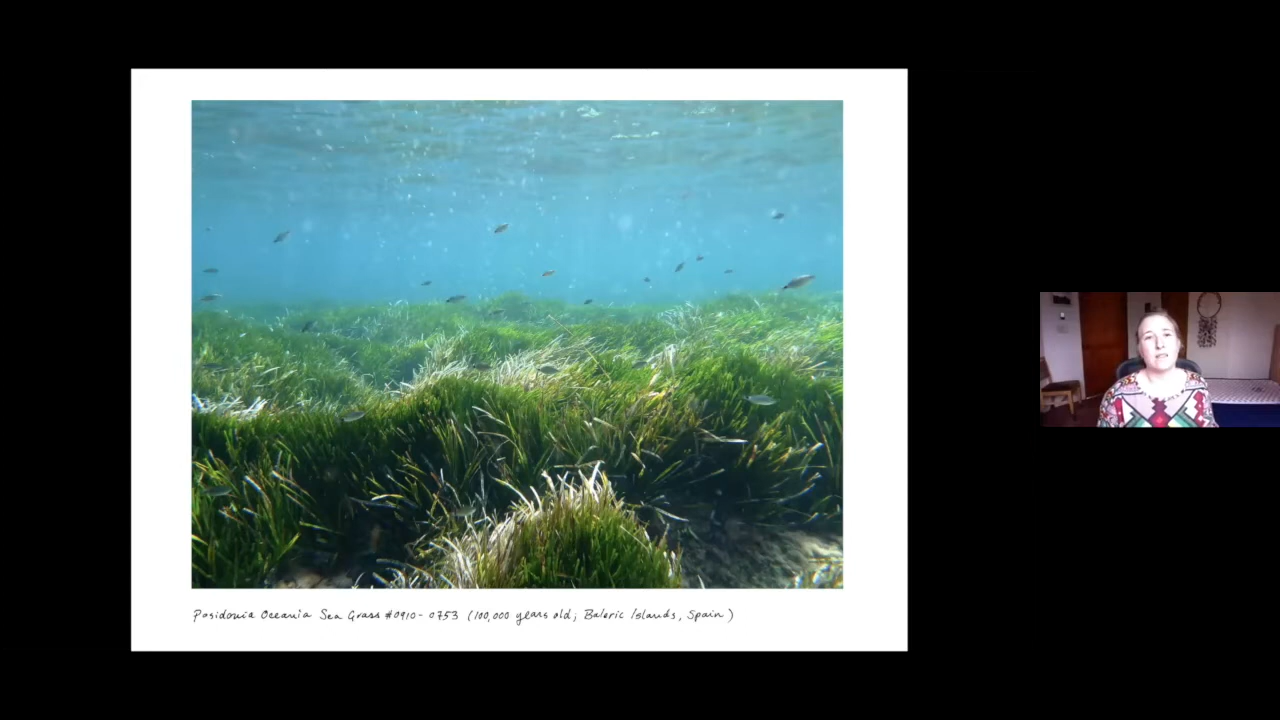 Posidonia Oceania Sea Grass #0910-0753 (100,000 years old; Baleric Islands, Spain)